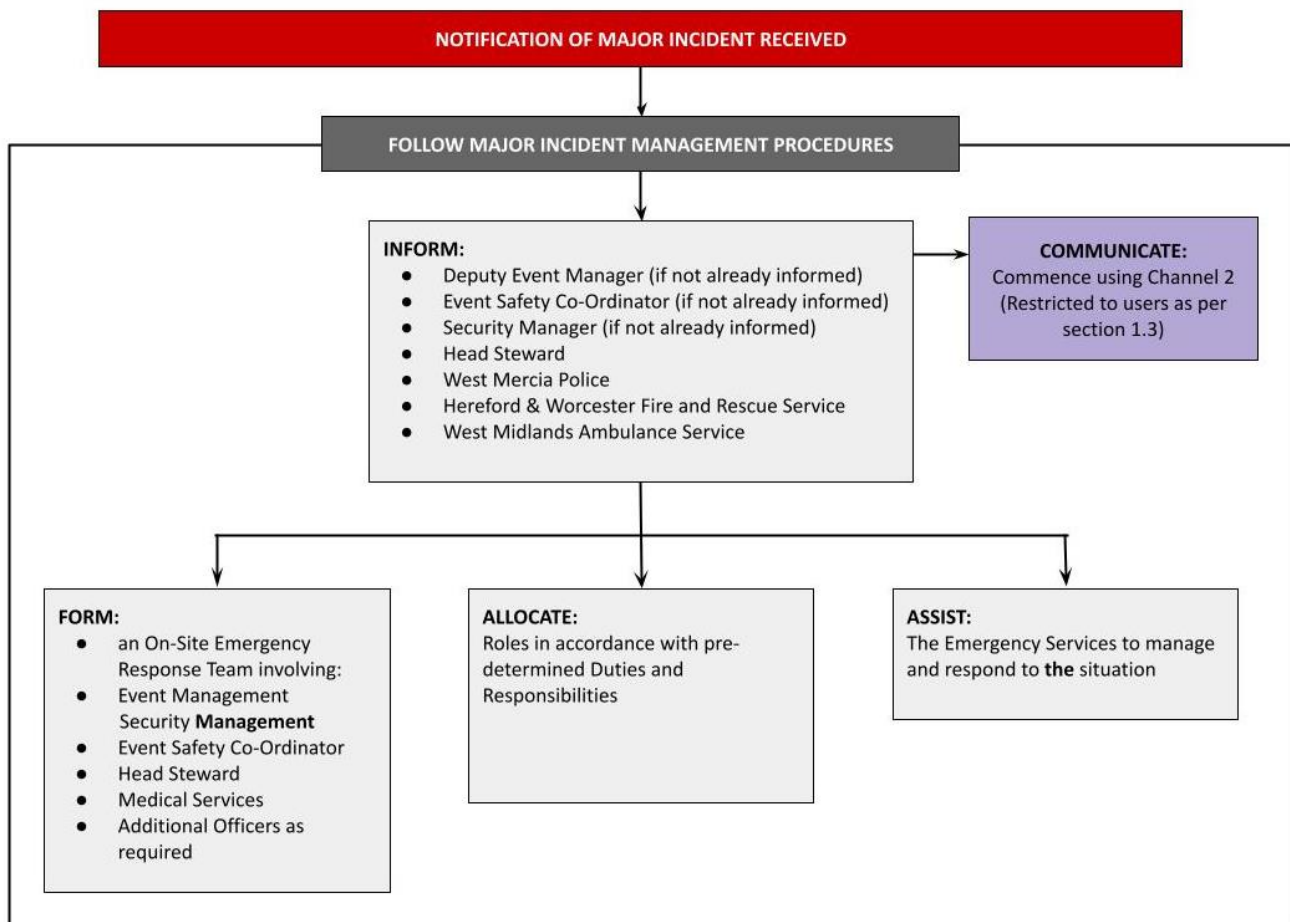 NOTIFICATION OF MAJOR INCIDENT RECEIVED
FOLLOW MAJOR INCIDENT MANAGEMENT PROCEDURES
INFORM:
● Deputy Event Manager (if not already informed)
● Event Safety Co-Ordinator (if not already informed)
● Security Manager (if not already informed)
● Head Steward
● West Mercia Police
● Hereford & Worcester Fire and Rescue Service
● West Midlands Ambulance Service
COMMUNICATE:
Commence using Channel 2
(Restricted to users as per
section 1.3)
FORM:
● an On-Site Emergency
Response Team involving:
● Event Management
Security Management
● Event Safety Co-Ordinator
● Head Steward
● Medical Services
● Additional Officers as
required
ALLOCATE:
Roles in accordance with pre-
determined Duties and
Responsibilities
ASSIST:
The Emergency Services to manage
and respond to the situation